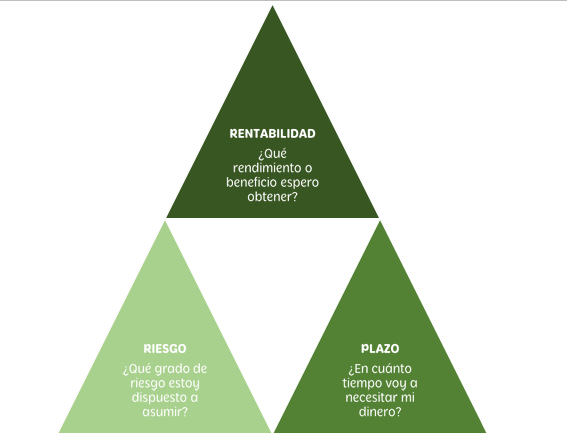 RENTABILIDAD
¿Qué
rendimiento o
beneficio espero
obtener?
RIESGO
¿Qué grado de
riesgo estoy
dispuesto a
asumir?
PLAZO
¿En cuánto
tiempo voy a
necesitar mi
dinero?